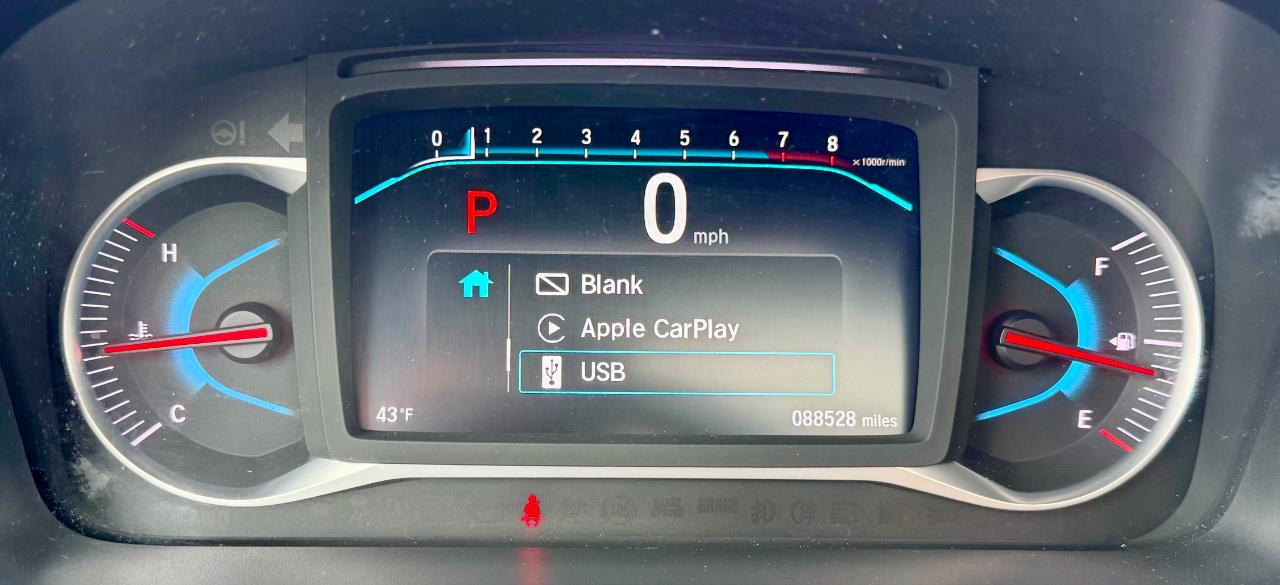 0 1 2 3 4 5 6 7 8
×1000r/min
P
0 mph
H
C
Blank
Apple CarPlay
USB
43°F
088528 miles
F
E
BRAKE